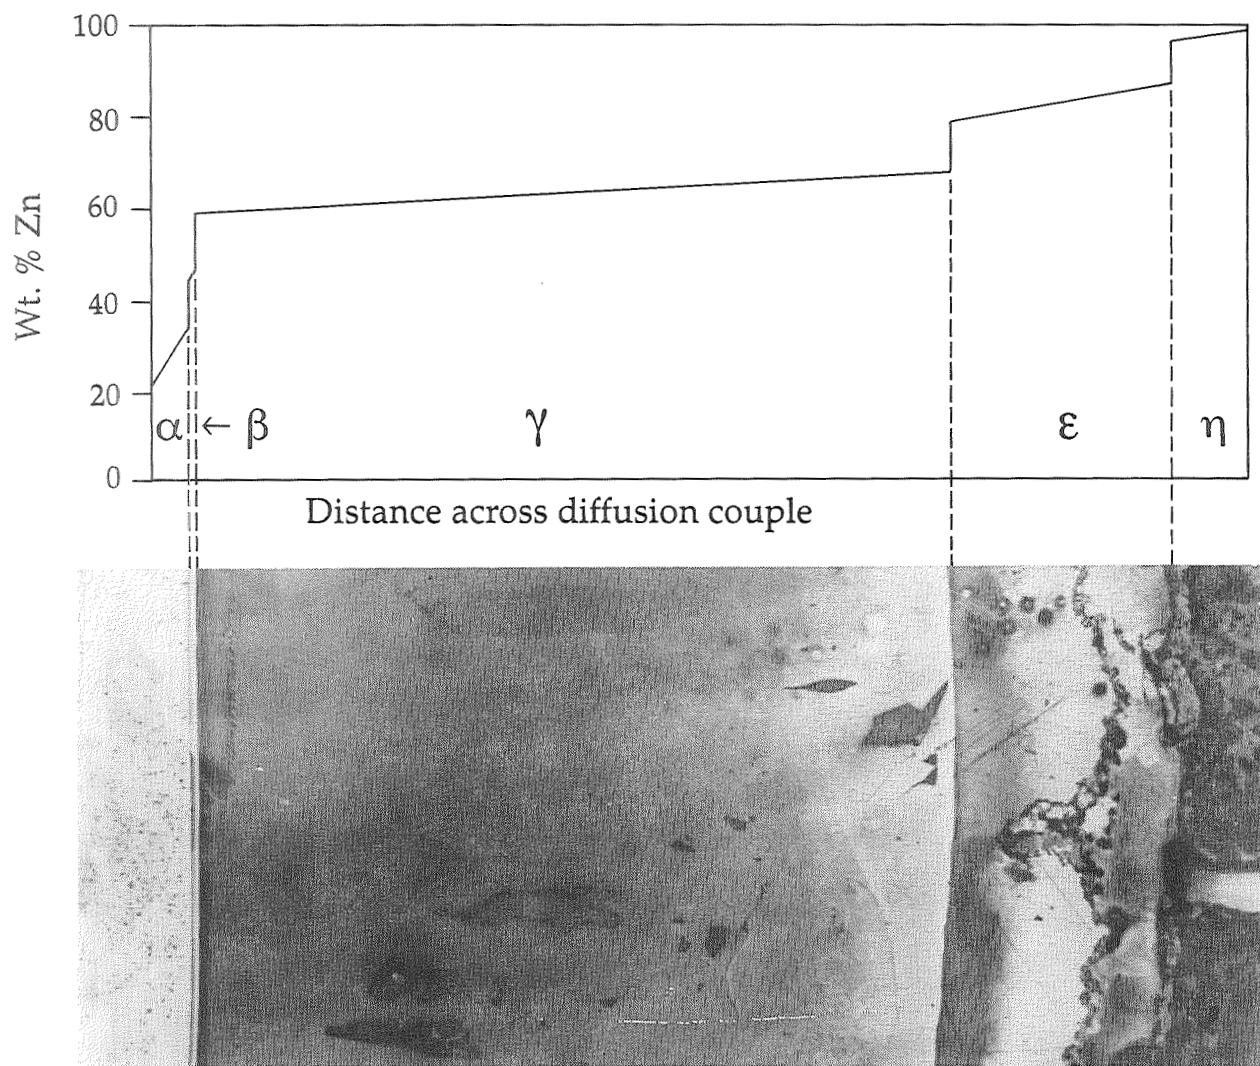 100
80
60
40
20
0
Wt. % Zn
α ← β γ ε η
Distance across diffusion couple